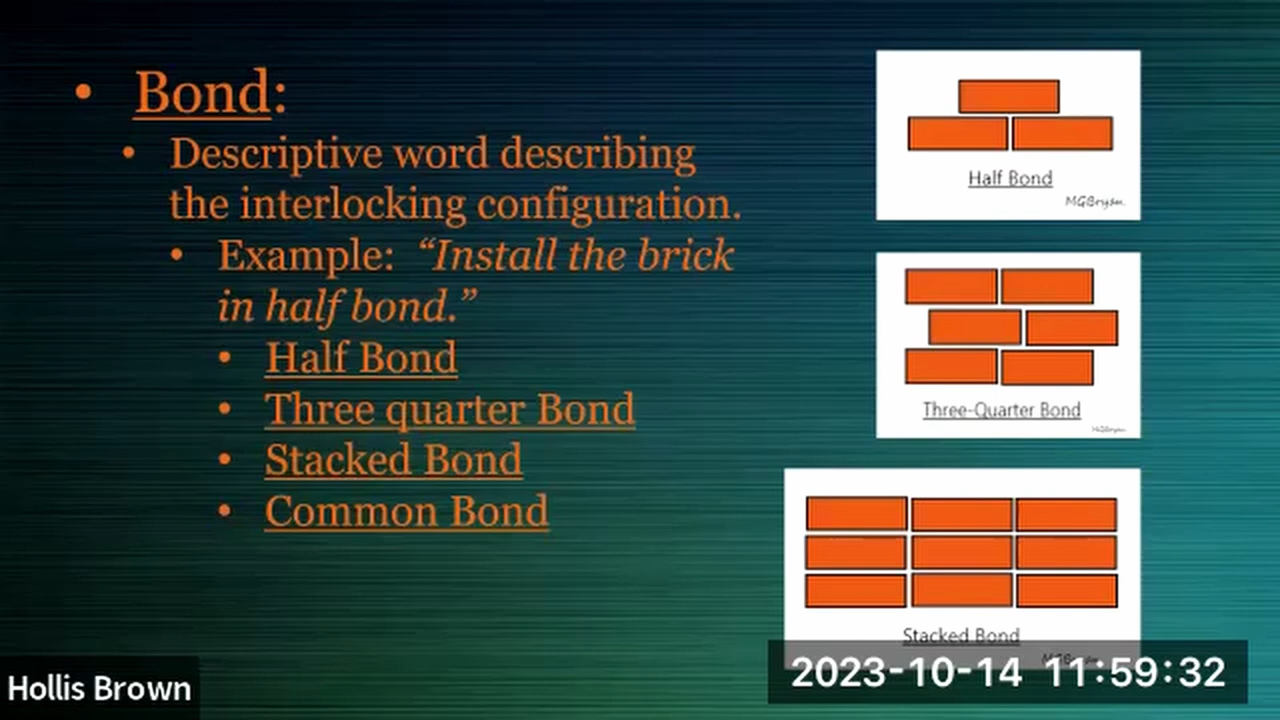 • Bond:
• Descriptive word describing
the interlocking configuration.
• Example: “Install the brick
in half bond.”
• Half Bond
• Three quarter Bond
• Stacked Bond
• Common Bond
Half Bond
MGBryan
Three-Quarter Bond
MGBryan
Stacked Bond
Hollis Brown
2023-10-14 11:59:32